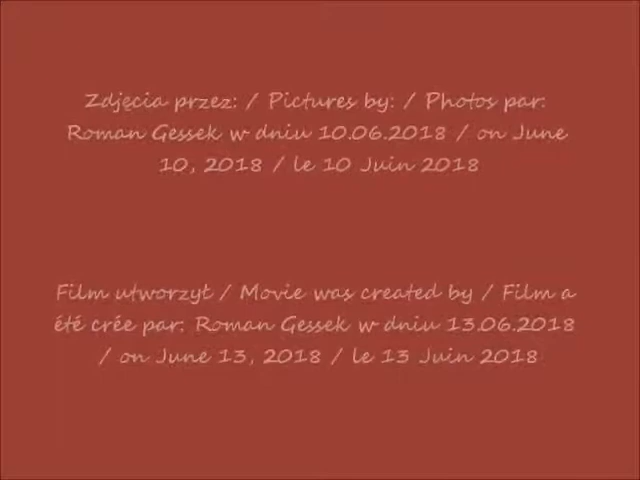 Zdjęcia przez: / Pictures by: / Photos par:
Roman Gessek w dniu 10.06.2018 / on June
10, 2018 / le 10 Juin 2018
Film utworzył / Movie was created by / Film a
été crée par: Roman Gessek w dniu 13.06.2018
/ on June 13, 2018 / le 13 Juin 2018